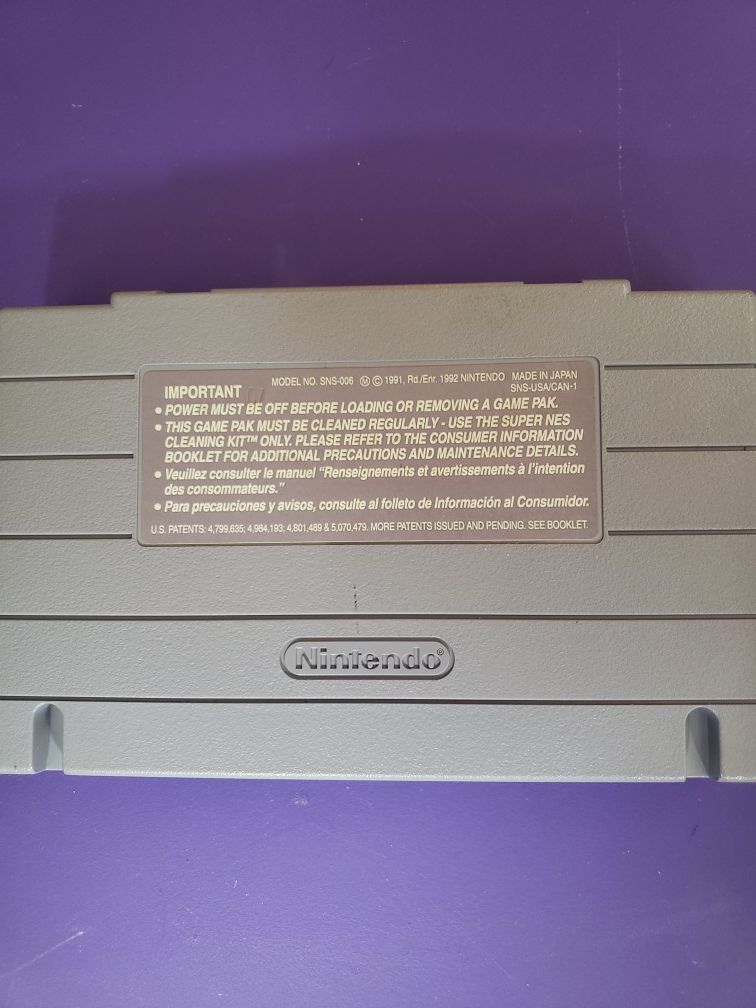 MODEL NO. SNS-006 Ⓜ © 1991, Rd./Enr. 1992 NINTENDO MADE IN JAPAN
IMPORTANT SNS-USA/CAN-1
• POWER MUST BE OFF BEFORE LOADING OR REMOVING A GAME PAK.
• THIS GAME PAK MUST BE CLEANED REGULARLY - USE THE SUPER NES
CLEANING KIT™ ONLY. PLEASE REFER TO THE CONSUMER INFORMATION
BOOKLET FOR ADDITIONAL PRECAUTIONS AND MAINTENANCE DETAILS.
• Veuillez consulter le manuel "Renseignements et avertissements à l'intention
des consommateurs."
• Para precauciones y avisos, consulte al folleto de Información al Consumidor.
U.S. PATENTS: 4,799,635; 4,984,193; 4,801,489 & 5,070,479. MORE PATENTS ISSUED AND PENDING. SEE BOOKLET.
Nintendo®